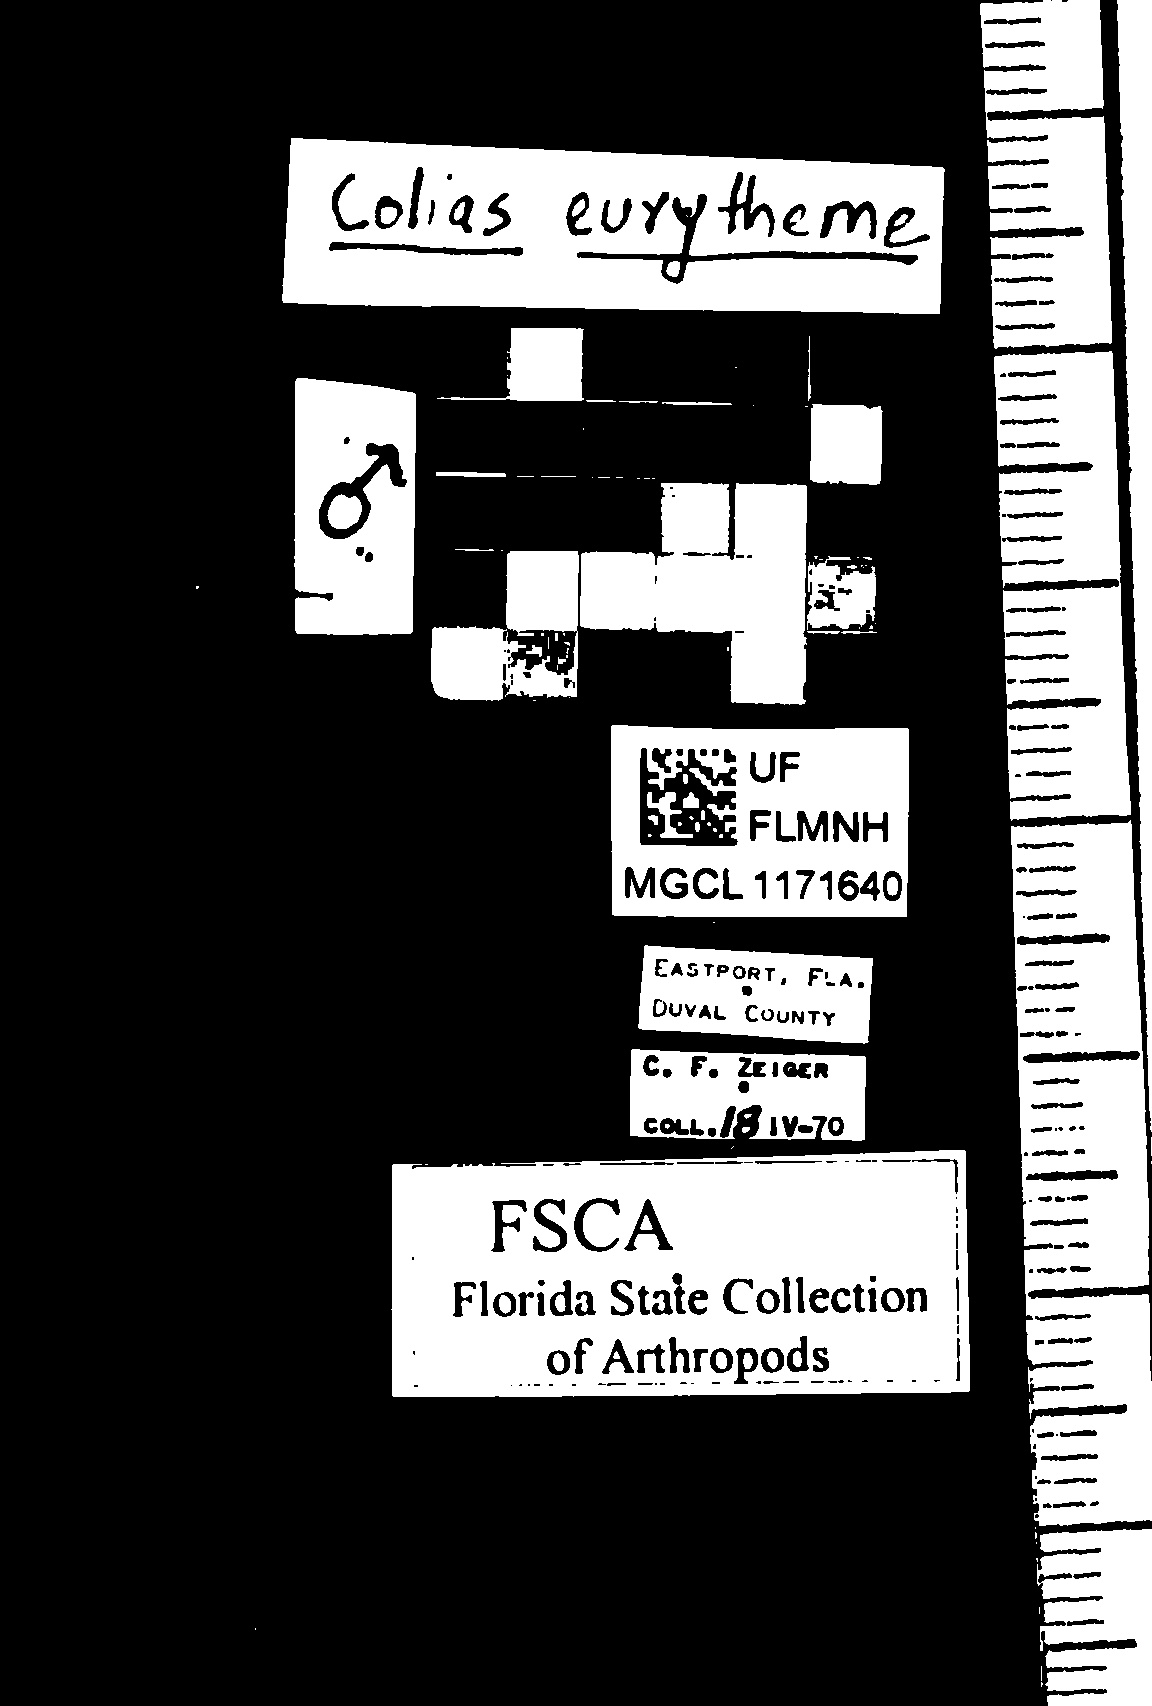 Colias eurytheme
♂
UF
FLMNH
MGCL 1171640
EASTPORT, FLA.
DUVAL COUNTY
C. F. ZEIGER
COLL. 18 IV-70
FSCA
Florida State Collection
of Arthropods